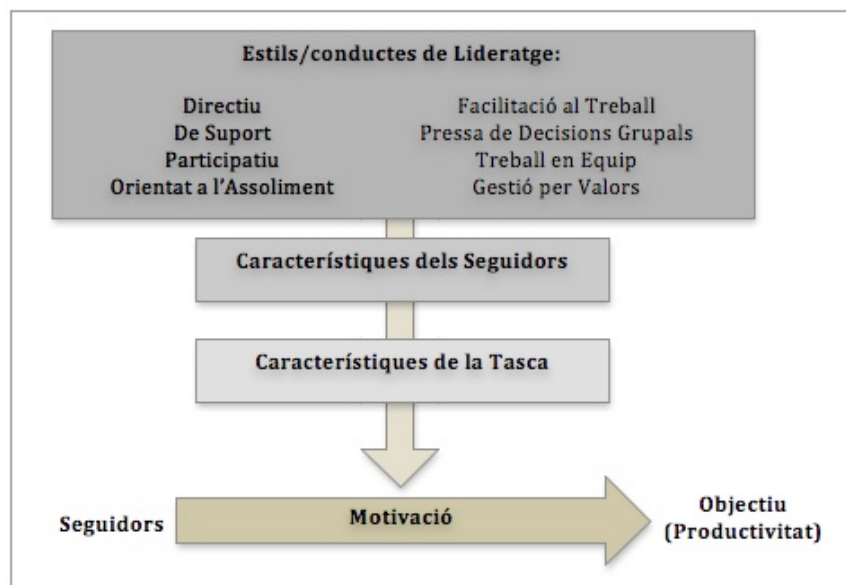 Estils/conductes de Lideratge:
Directiu
De Suport
Participatiu
Orientat a l'Assoliment
Facilitació al Treball
Pressa de Decisions Grupals
Treball en Equip
Gestió per Valors
Característiques dels Seguidors
Característiques de la Tasca
Seguidors
Motivació
Objectiu
(Productivitat)